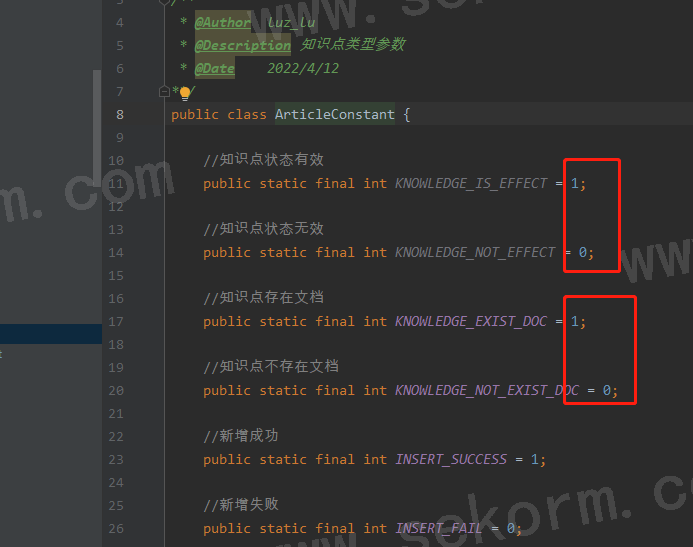 3 /**
4 * @Author luz_lu
5 * @Description 知识点类型参数
6 * @Date 2022/4/12
7 **/
8 public class ArticleConstant {
9
10 //知识点状态有效
11 public static final int KNOWLEDGE_IS_EFFECT = 1;
12
13 //知识点状态无效
14 public static final int KNOWLEDGE_NOT_EFFECT = 0;
15
16 //知识点存在文档
17 public static final int KNOWLEDGE_EXIST_DOC = 1;
18
19 //知识点不存在文档
20 public static final int KNOWLEDGE_NOT_EXIST_DOC = 0;
21
22 //新增成功
23 public static final int INSERT_SUCCESS = 1;
24
25 //新增失败
26 public static final int INSERT_FAIL = 0;
t
www.
m.com
www
www.sekorm.co